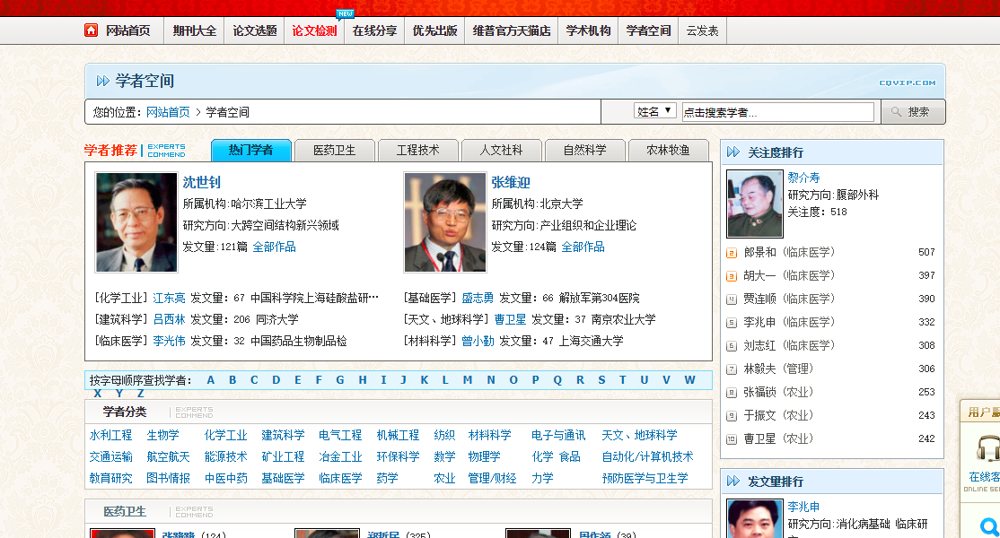 NEW
网站首页 期刊大全 论文选题 论文检测 在线分享 优先出版 维普官方天猫店 学术机构 学者空间 云发表
学者空间
CQVIP.COM
您的位置: 网站首页 > 学者空间
姓名 ▼ 点击搜索学者... 搜索
学者推荐 EXPERTS COMMEND
热门学者 医药卫生 工程技术 人文社科 自然科学 农林牧渔
沈世钊
所属机构:哈尔滨工业大学
研究方向:大跨空间结构新兴领域
发文量:121篇 全部作品
张维迎
所属机构:北京大学
研究方向:产业组织和企业理论
发文量:124篇 全部作品
[化学工业] 江东亮 发文量: 67 中国科学院上海硅酸盐研…
[建筑科学] 吕西林 发文量: 206 同济大学
[临床医学] 李光伟 发文量: 32 中国药品生物制品检
[基础医学] 盛志勇 发文量: 66 解放军第304医院
[天文、地球科学] 曹卫星 发文量: 37 南京农业大学
[材料科学] 曾小勤 发文量: 47 上海交通大学
按字母顺序查找学者: A B C D E F G H I J K L M N O P Q R S T U V W
X Y Z
学者分类 EXPERTS COMMEND
水利工程 生物学 化学工业 建筑科学 电气工程 机械工程 纺织 材料科学 电子与通讯 天文、地球科学
交通运输 航空航天 能源技术 矿业工程 冶金工业 环保科学 数学 物理学 化学 食品 自动化/计算机技术
教育研究 图书情报 中医中药 基础医学 临床医学 药学 农业 管理/财经 力学 预防医学与卫生学
医药卫生 EXPERTS COMMEND
(124) (325) (39)
关注度排行
黎介寿
研究方向:腹部外科
关注度: 518
2 郎景和 (临床医学) 507
3 胡大一 (临床医学) 397
4 贾连顺 (临床医学) 390
5 李兆申 (临床医学) 332
6 刘志红 (临床医学) 308
7 林毅夫 (管理) 306
8 张福锁 (农业) 253
9 于振文 (农业) 243
10 曹卫星 (农业) 242
发文量排行
李兆申
研究方向:消化病基础 临床研
用户
在线客
ONLINE SE